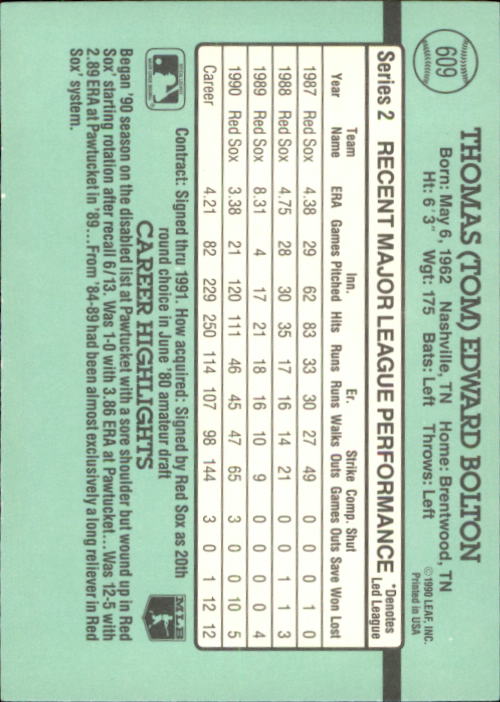 609
THOMAS (TOM) EDWARD BOLTON
Born: May 6, 1962 Nashville, TN Home: Brentwood, TN
Ht: 6' 3" Wgt: 175 Bats: Left Throws: Left
©1990 LEAF, INC.
Printed in USA
Series 2 RECENT MAJOR LEAGUE PERFORMANCE *Denotes
Led League
Team Inn. Er. Strike Comp. Shut
Year Name ERA Games Pitched Hits Runs Runs Walks Outs Games Outs Save Won Lost
1987 Red Sox 4.38 29 62 83 33 30 27 49 0 0 0 1 0
1988 Red Sox 4.75 28 30 35 17 16 14 21 0 0 1 1 3
1989 Red Sox 8.31 4 17 21 18 16 10 9 0 0 0 0 4
1990 Red Sox 3.38 21 120 111 46 45 47 65 3 0 0 10 5
Career 4.21 82 229 250 114 107 98 144 3 0 1 12 12
Contract: Signed thru 1991. How acquired: Signed by Red Sox as 20th
round choice in June '80 amateur draft
MLB
CAREER HIGHLIGHTS
Began '90 season on the disabled list at Pawtucket with a sore shoulder but wound up in Red
Sox' starting rotation after recall 6/13. Was 1-0 with 3.86 ERA at Pawtucket... Was 12-5 with
2.89 ERA at Pawtucket in '89... From '84-89 had been almost exclusively a long reliever in Red
Sox' system.